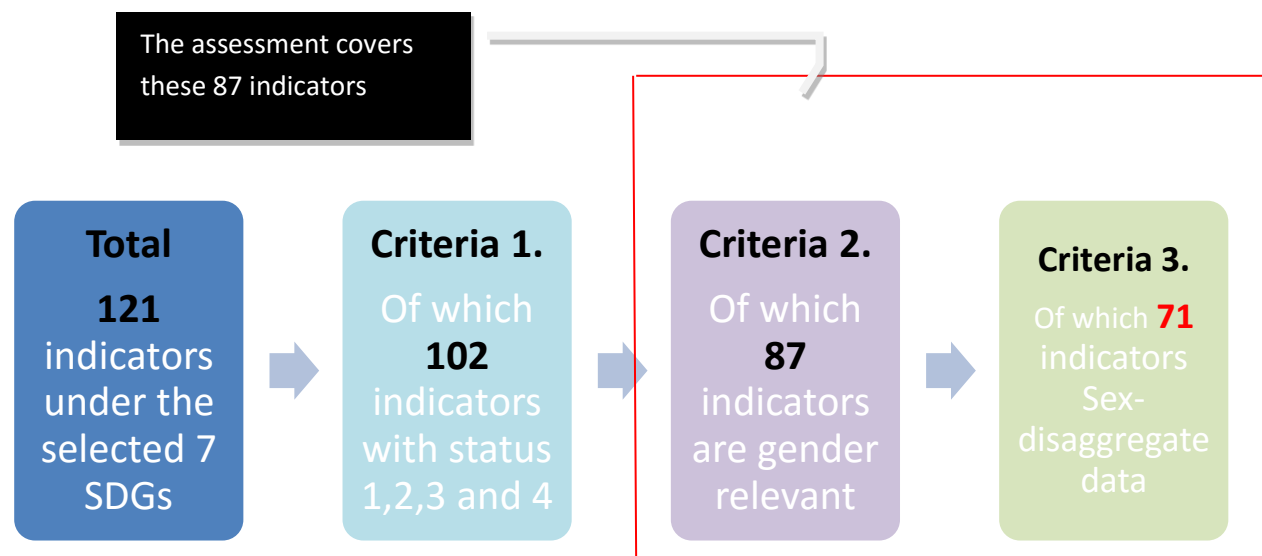 The assessment covers
these 87 indicators
Total
121
indicators
under the
selected 7
SDGs
Criteria 1.
Of which
102
indicators
with status
1,2,3 and 4
Criteria 2.
Of which
87
indicators
are gender
relevant
Criteria 3.
Of which 71
indicators
Sex-
disaggregate
data